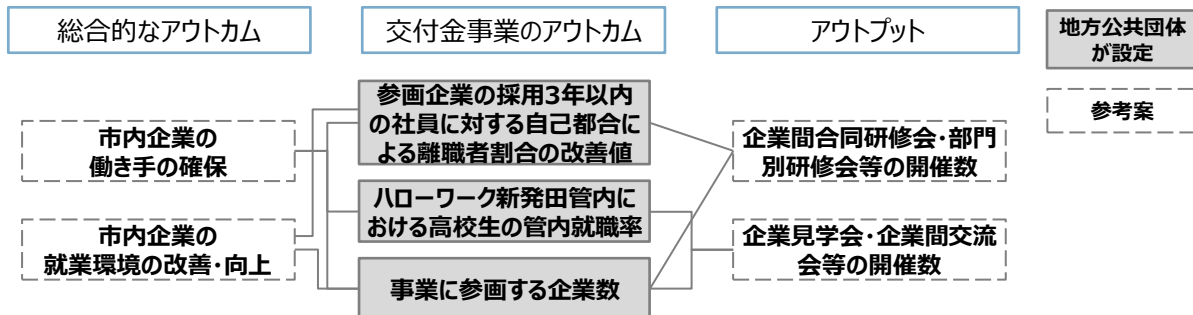 総合的なアウトカム
交付金事業のアウトカム
アウトプット
地方公共団体
が設定
参考案
市内企業の
働き手の確保
市内企業の
就業環境の改善・向上
参画企業の採用3年以内
の社員に対する自己都合に
よる離職者割合の改善値
ハローワーク新発田管内に
おける高校生の管内就職率
事業に参画する企業数
企業間合同研修会・部門
別研修会等の開催数
企業見学会・企業間交流
会等の開催数